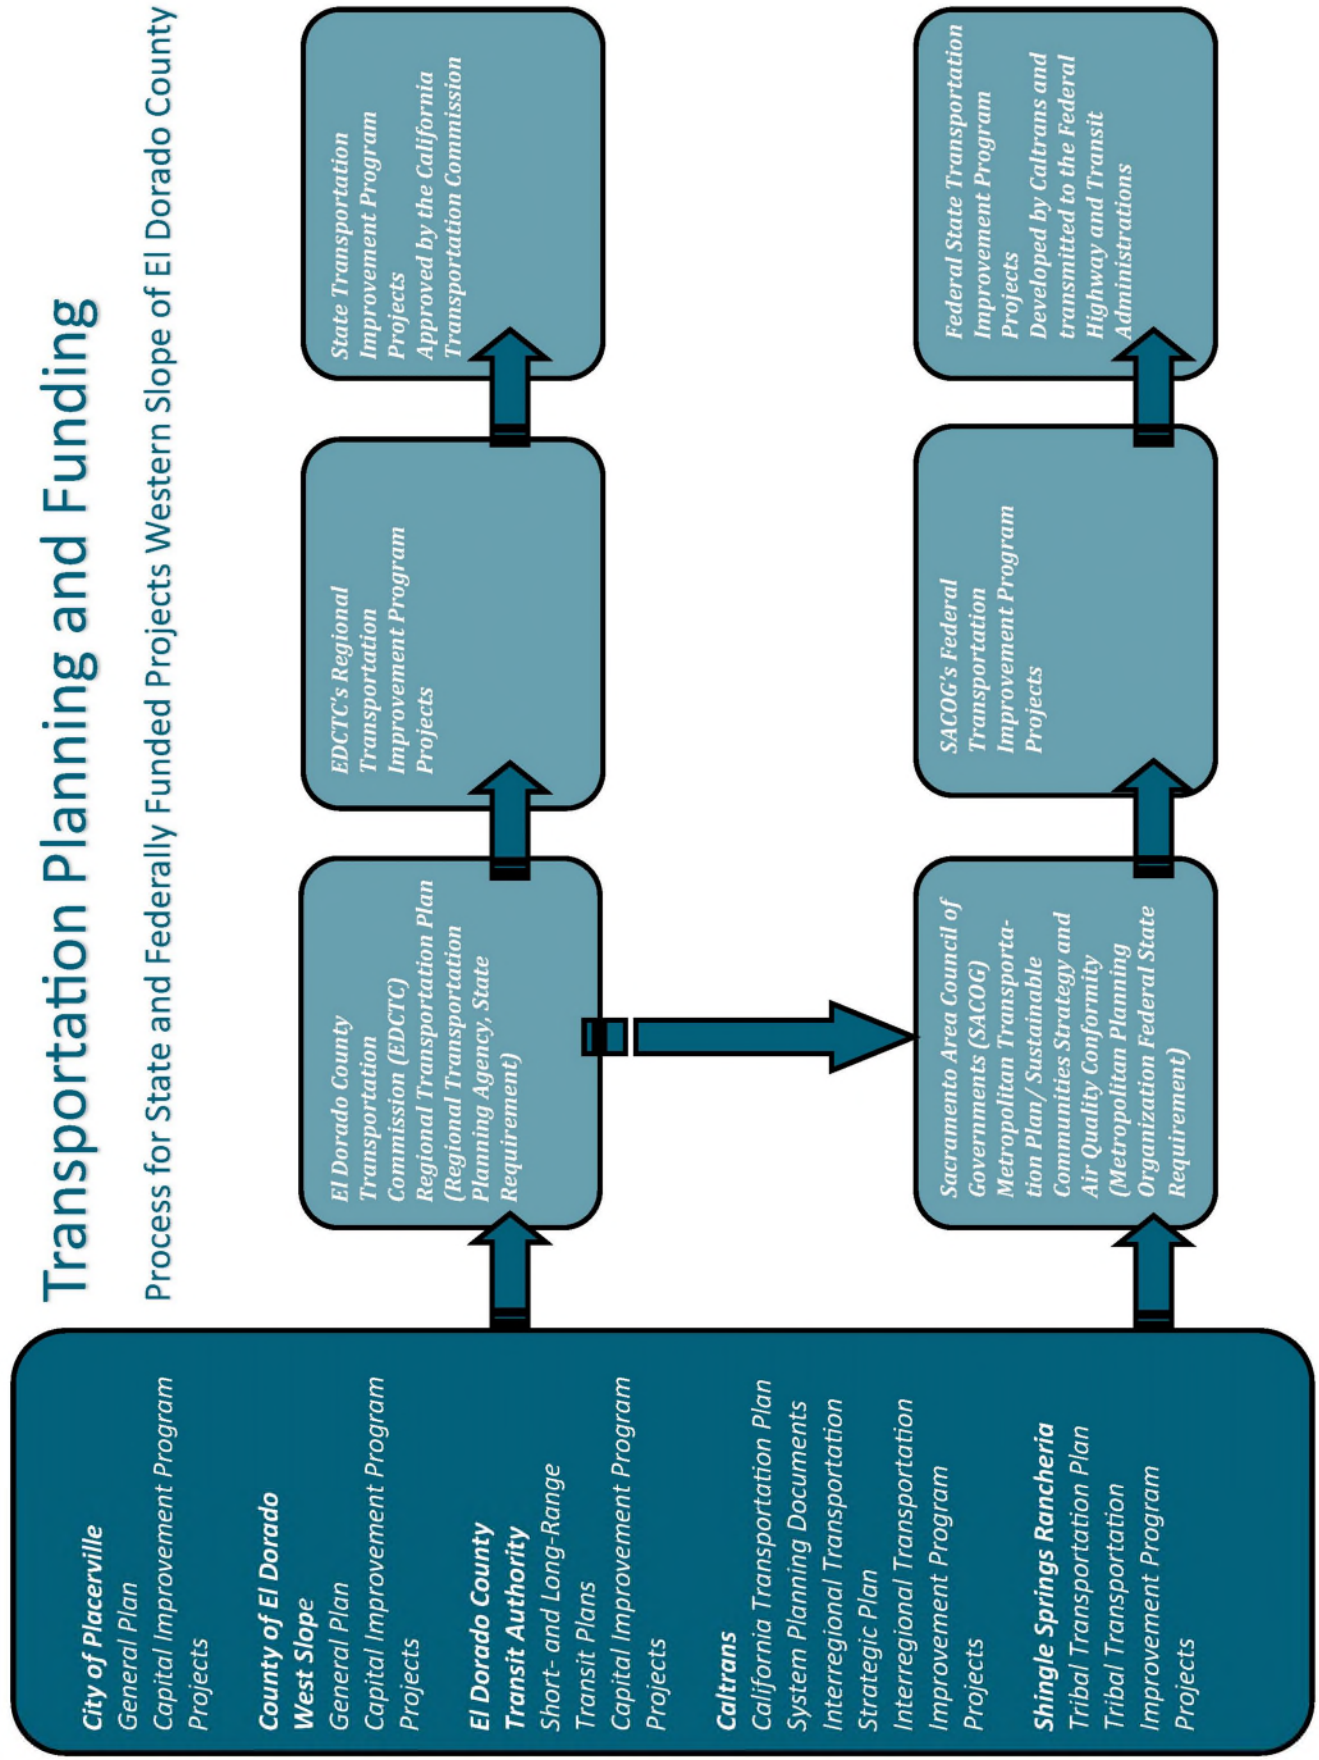 Transportation Planning and Funding
Process for State and Federally Funded Projects Western Slope of El Dorado County
City of Placerville
General Plan
Capital Improvement Program
Projects
County of El Dorado
West Slope
General Plan
Capital Improvement Program
Projects
El Dorado County
Transit Authority
Short- and Long-Range
Transit Plans
Capital Improvement Program
Projects
Caltrans
California Transportation Plan
System Planning Documents
Interregional Transportation
Strategic Plan
Interregional Transportation
Improvement Program
Projects
Shingle Springs Rancheria
Tribal Transportation Plan
Tribal Transportation
Improvement Program
Projects
El Dorado County
Transportation
Commission (EDCTC)
Regional Transportation Plan
(Regional Transportation
Planning Agency, State
Requirement)
EDCTC's Regional
Transportation
Improvement Program
Projects
State Transportation
Improvement Program
Projects
Approved by the California
Transportation Commission
Sacramento Area Council of
Governments (SACOG)
Metropolitan Transporta-
tion Plan/ Sustainable
Communities Strategy and
Air Quality Conformity
(Metropolitan Planning
Organization Federal State
Requirement)
SACOG's Federal
Transportation
Improvement Program
Projects
Federal State Transportation
Improvement Program
Projects
Developed by Caltrans and
transmitted to the Federal
Highway and Transit
Administrations